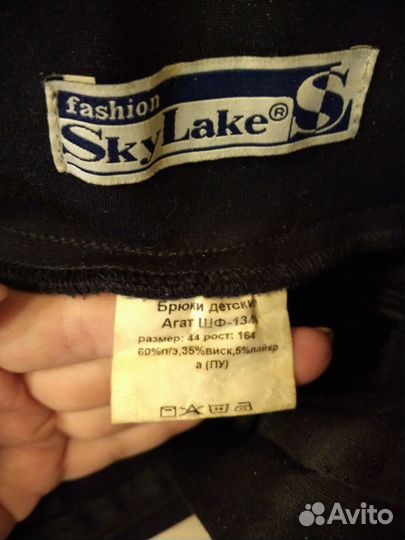 fashion
SkyLake®
S
Брюки детские
Агат ШФ-134
размер: 44 рост: 164
60%п/э,35%виск,5%лайкр
а (ПУ)
Avito